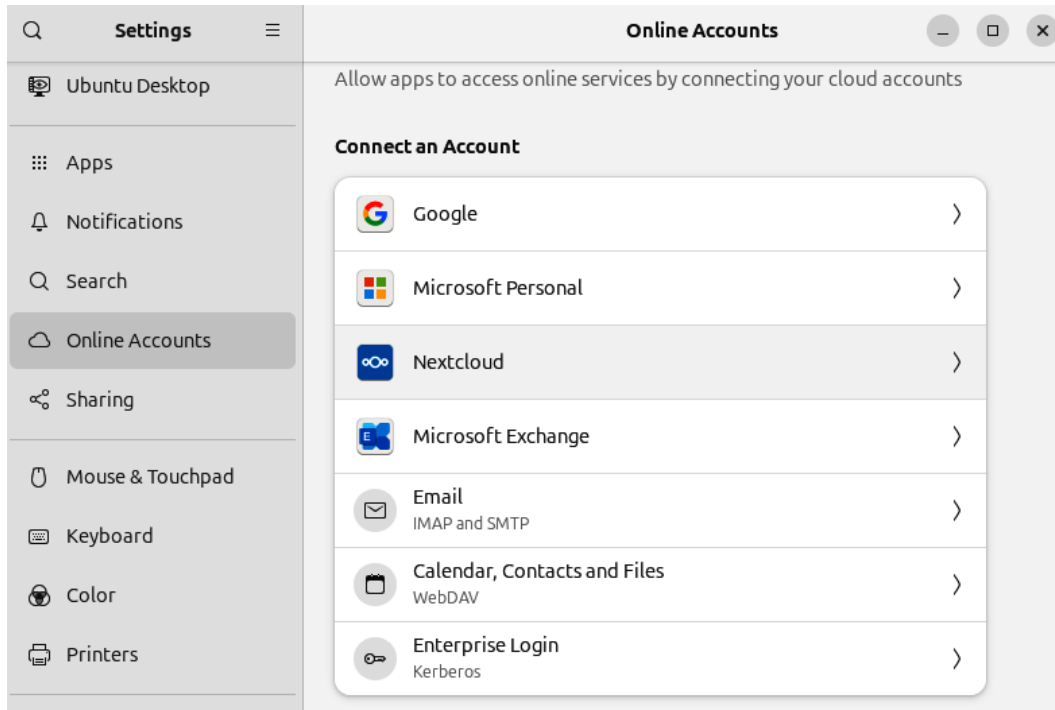 Settings
Online Accounts
Ubuntu Desktop
Apps
Notifications
Search
Online Accounts
Sharing
Mouse & Touchpad
Keyboard
Color
Printers
Allow apps to access online services by connecting your cloud accounts
Connect an Account
Google
Microsoft Personal
Nextcloud
Microsoft Exchange
Email
IMAP and SMTP
Calendar, Contacts and Files
WebDAV
Enterprise Login
Kerberos